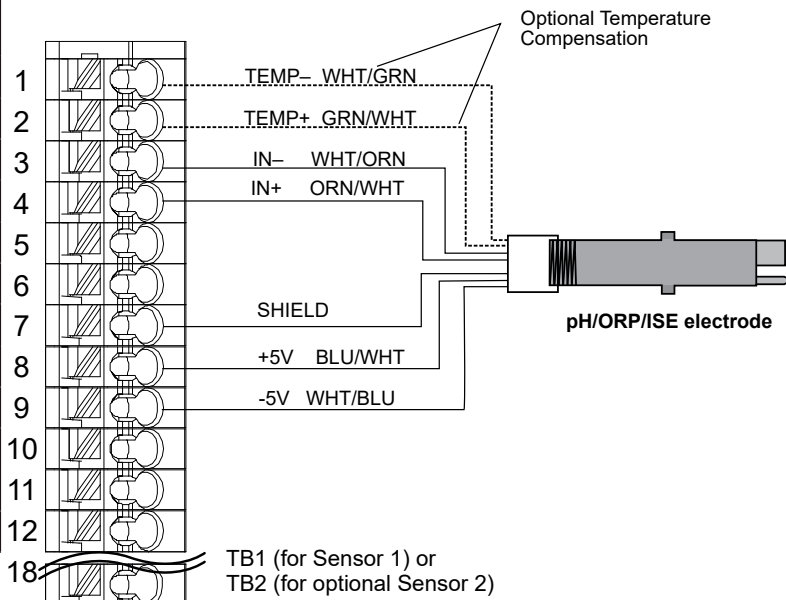 Optional Temperature
Compensation
1 TEMP– WHT/GRN
2 TEMP+ GRN/WHT
3 IN– WHT/ORN
4 IN+ ORN/WHT
5
6
7 SHIELD
8 +5V BLU/WHT
9 -5V WHT/BLU
10
11
12
18
pH/ORP/ISE electrode
TB1 (for Sensor 1) or
TB2 (for optional Sensor 2)